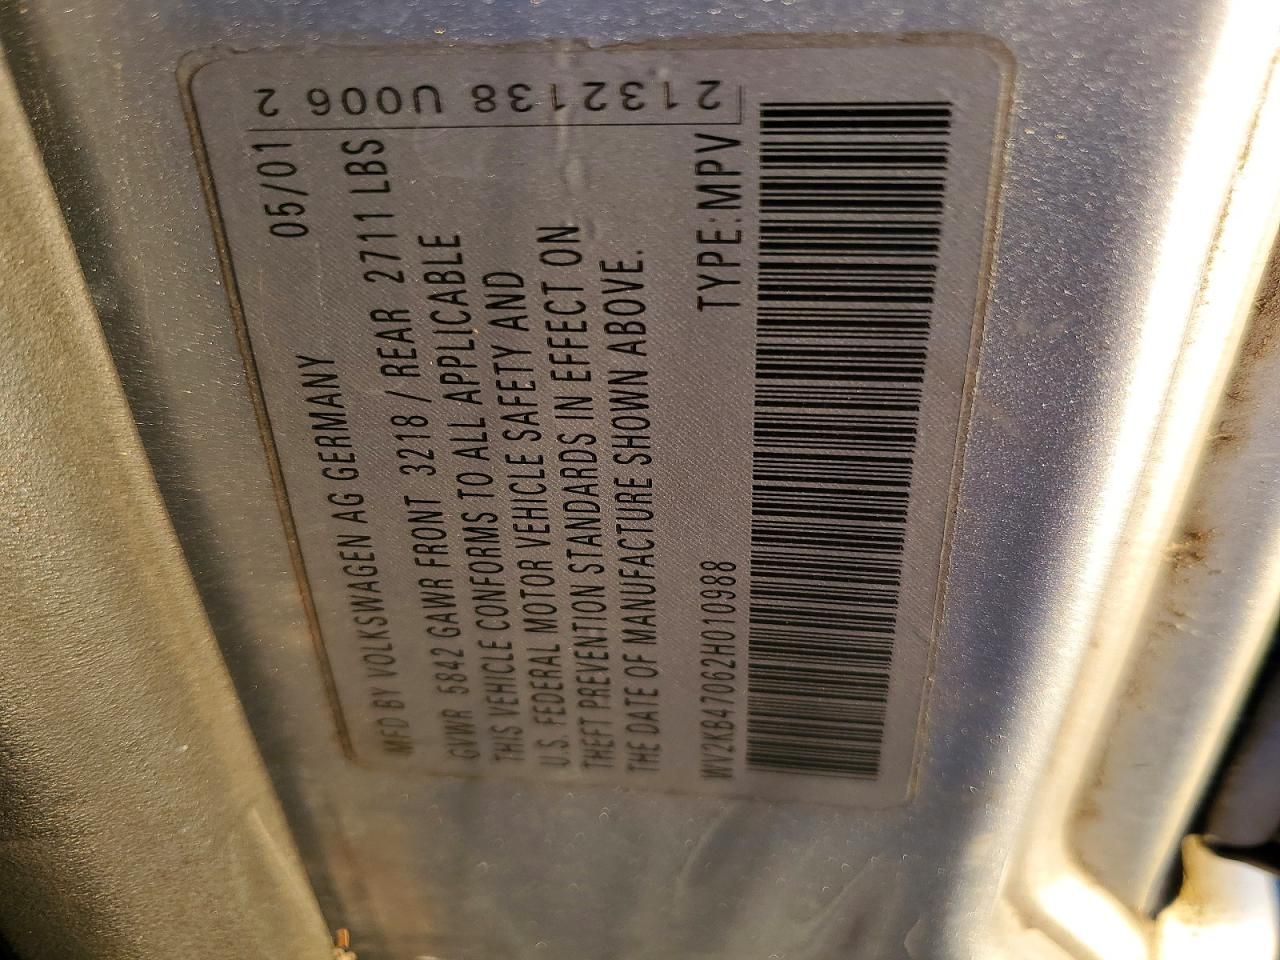 MFD BY VOLKSWAGEN AG GERMANY 05/01
GVWR 5842 GAWR FRONT 3218 / REAR 2711 LBS
THIS VEHICLE CONFORMS TO ALL APPLICABLE
U.S. FEDERAL MOTOR VEHICLE SAFETY AND
THEFT PREVENTION STANDARDS IN EFFECT ON
THE DATE OF MANUFACTURE SHOWN ABOVE.
WV2KB47062H010988 TYPE: MPV
2132138 U006 2